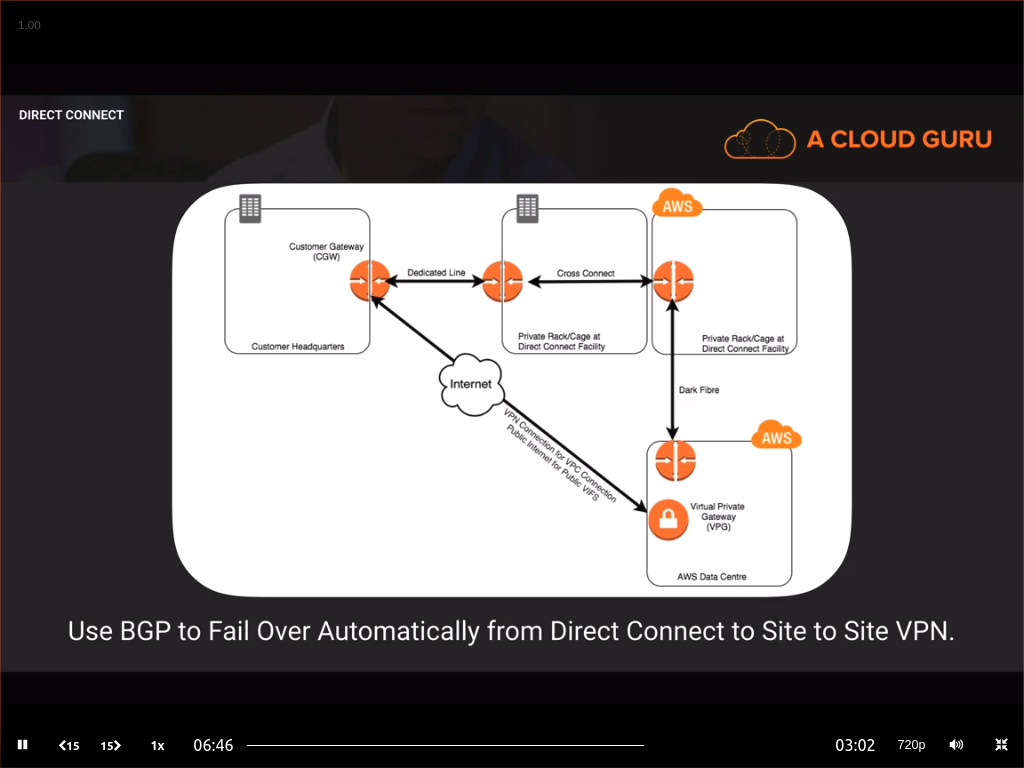 1.00
DIRECT CONNECT
A CLOUD GURU
AWS
Customer Gateway
(CGW)
Dedicated Line
Cross Connect
Customer Headquarters
Private Rack/Cage at
Direct Connect Facility
Private Rack/Cage at
Direct Connect Facility
Internet
Dark Fibre
VPN Connection for VPC Connection
Public Internet for Public VIFS
AWS
Virtual Private
Gateway
(VPG)
AWS Data Centre
Use BGP to Fail Over Automatically from Direct Connect to Site to Site VPN.
15
15
1x
06:46
03:02
720p